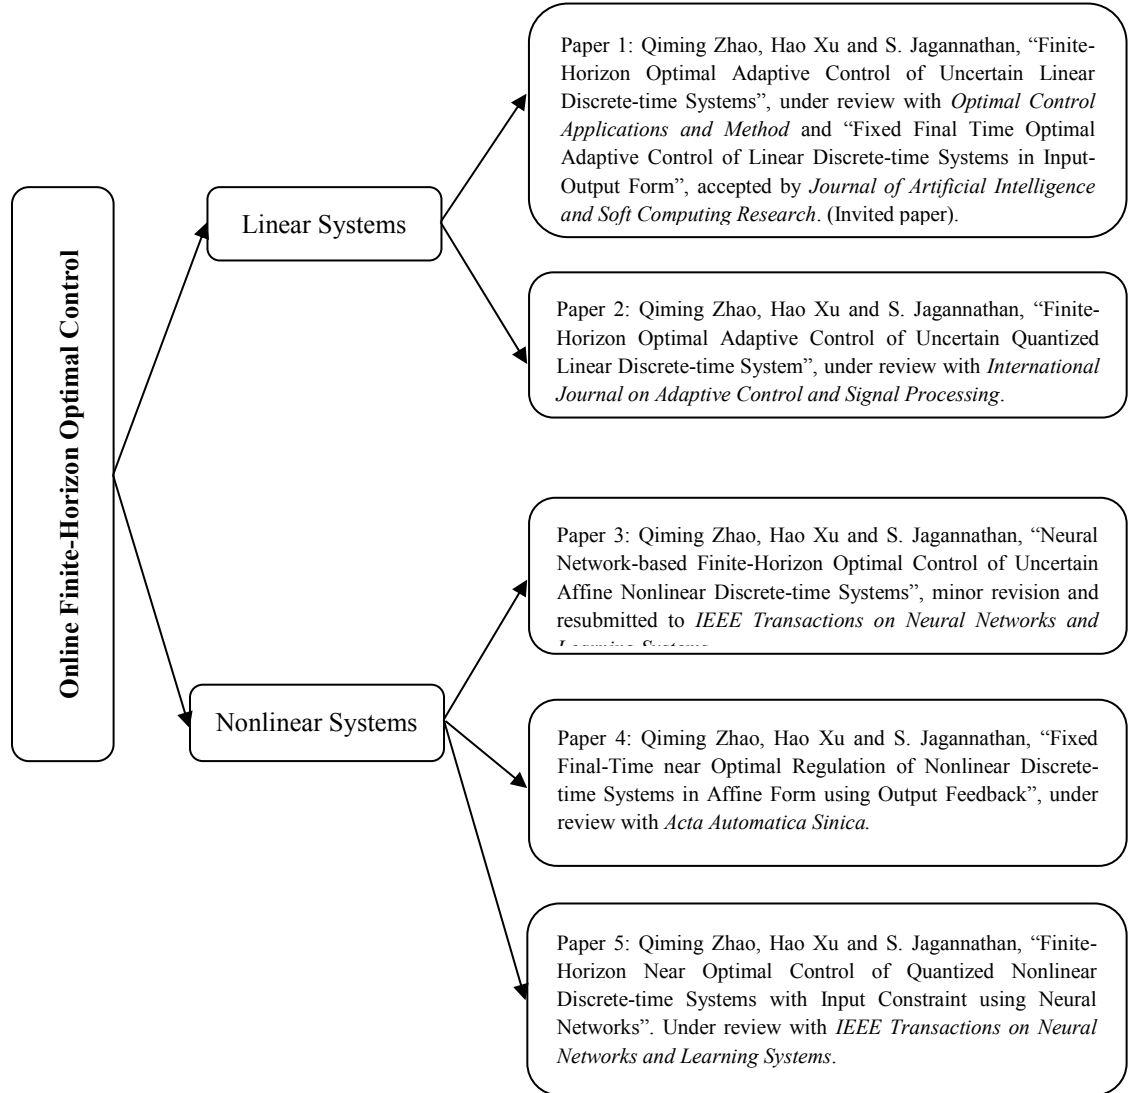 Online Finite-Horizon Optimal Control
Linear Systems
Paper 1: Qiming Zhao, Hao Xu and S. Jagannathan, “Finite-
Horizon Optimal Adaptive Control of Uncertain Linear
Discrete-time Systems”, under review with Optimal Control
Applications and Method and “Fixed Final Time Optimal
Adaptive Control of Linear Discrete-time Systems in Input-
Output Form”, accepted by Journal of Artificial Intelligence
and Soft Computing Research. (Invited paper).
Paper 2: Qiming Zhao, Hao Xu and S. Jagannathan, “Finite-
Horizon Optimal Adaptive Control of Uncertain Quantized
Linear Discrete-time System”, under review with International
Journal on Adaptive Control and Signal Processing.
Nonlinear Systems
Paper 3: Qiming Zhao, Hao Xu and S. Jagannathan, “Neural
Network-based Finite-Horizon Optimal Control of Uncertain
Affine Nonlinear Discrete-time Systems”, minor revision and
resubmitted to IEEE Transactions on Neural Networks and
Paper 4: Qiming Zhao, Hao Xu and S. Jagannathan, “Fixed
Final-Time near Optimal Regulation of Nonlinear Discrete-
time Systems in Affine Form using Output Feedback”, under
review with Acta Automatica Sinica.
Paper 5: Qiming Zhao, Hao Xu and S. Jagannathan, “Finite-
Horizon Near Optimal Control of Quantized Nonlinear
Discrete-time Systems with Input Constraint using Neural
Networks”. Under review with IEEE Transactions on Neural
Networks and Learning Systems.